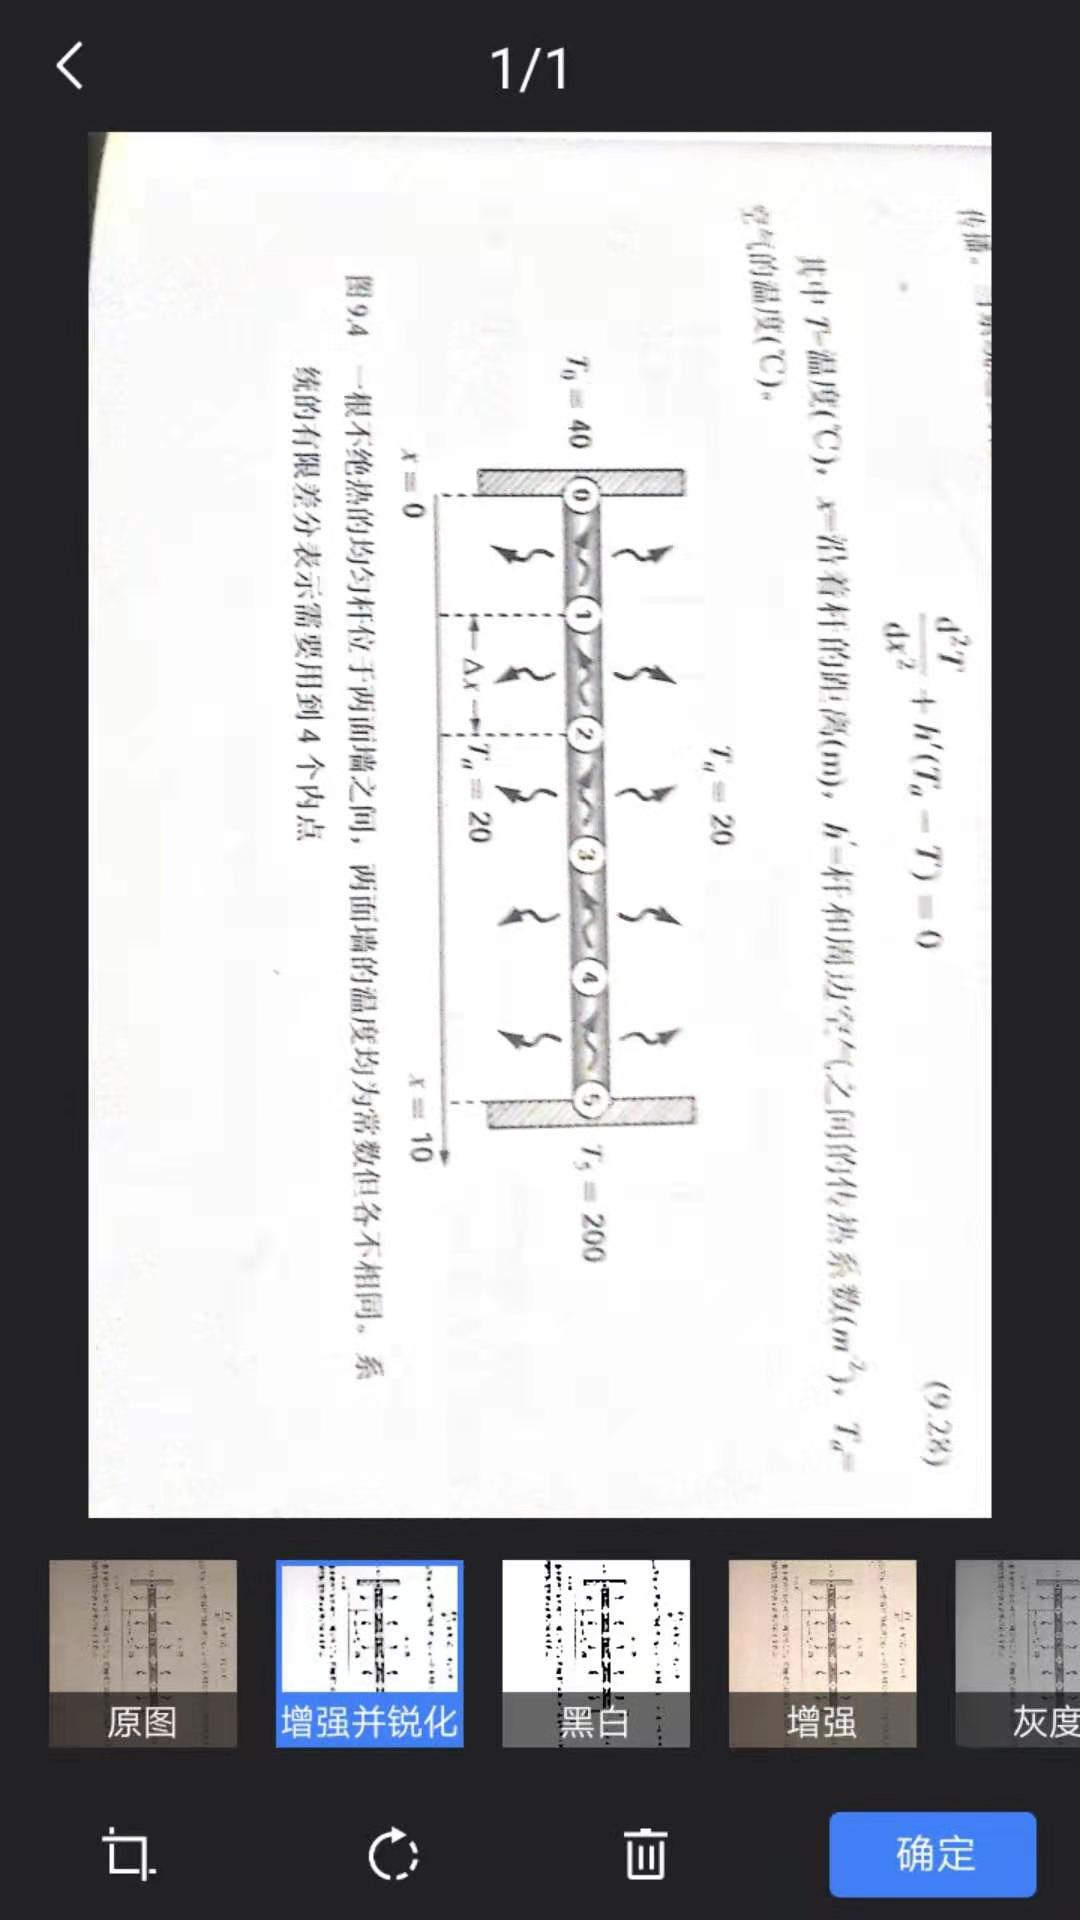 1/1
传播。
d²T/dx² + h′(Tₐ − T) = 0 (9.28)
其中 T=温度(℃), x=沿着杆的距离(m), h′=杆和周边空气之间的传热系数(m⁻²), Tₐ=
空气的温度(℃)。
Tₐ = 20
T₀ = 40
0 1 2 3 4 5
T₅ = 200
Δx
Tₐ = 20
x = 0
x = 10
图 9.4 一根不绝热的均匀杆位于两面墙之间，两面墙的温度均为常数但各不相同。系
统的有限差分表示需要用到 4 个内点
原图
增强并锐化
黑白
增强
灰度
确定